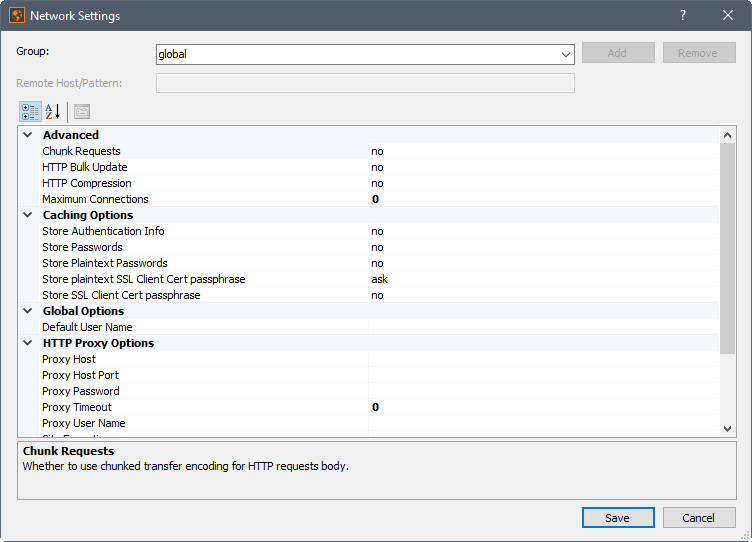 Network Settings
Group: global Add Remove
Remote Host/Pattern:
Advanced
Chunk Requests no
HTTP Bulk Update no
HTTP Compression no
Maximum Connections 0
Caching Options
Store Authentication Info no
Store Passwords no
Store Plaintext Passwords no
Store plaintext SSL Client Cert passphrase ask
Store SSL Client Cert passphrase no
Global Options
Default User Name
HTTP Proxy Options
Proxy Host
Proxy Host Port
Proxy Password
Proxy Timeout 0
Proxy User Name
Chunk Requests
Whether to use chunked transfer encoding for HTTP requests body.
Save Cancel